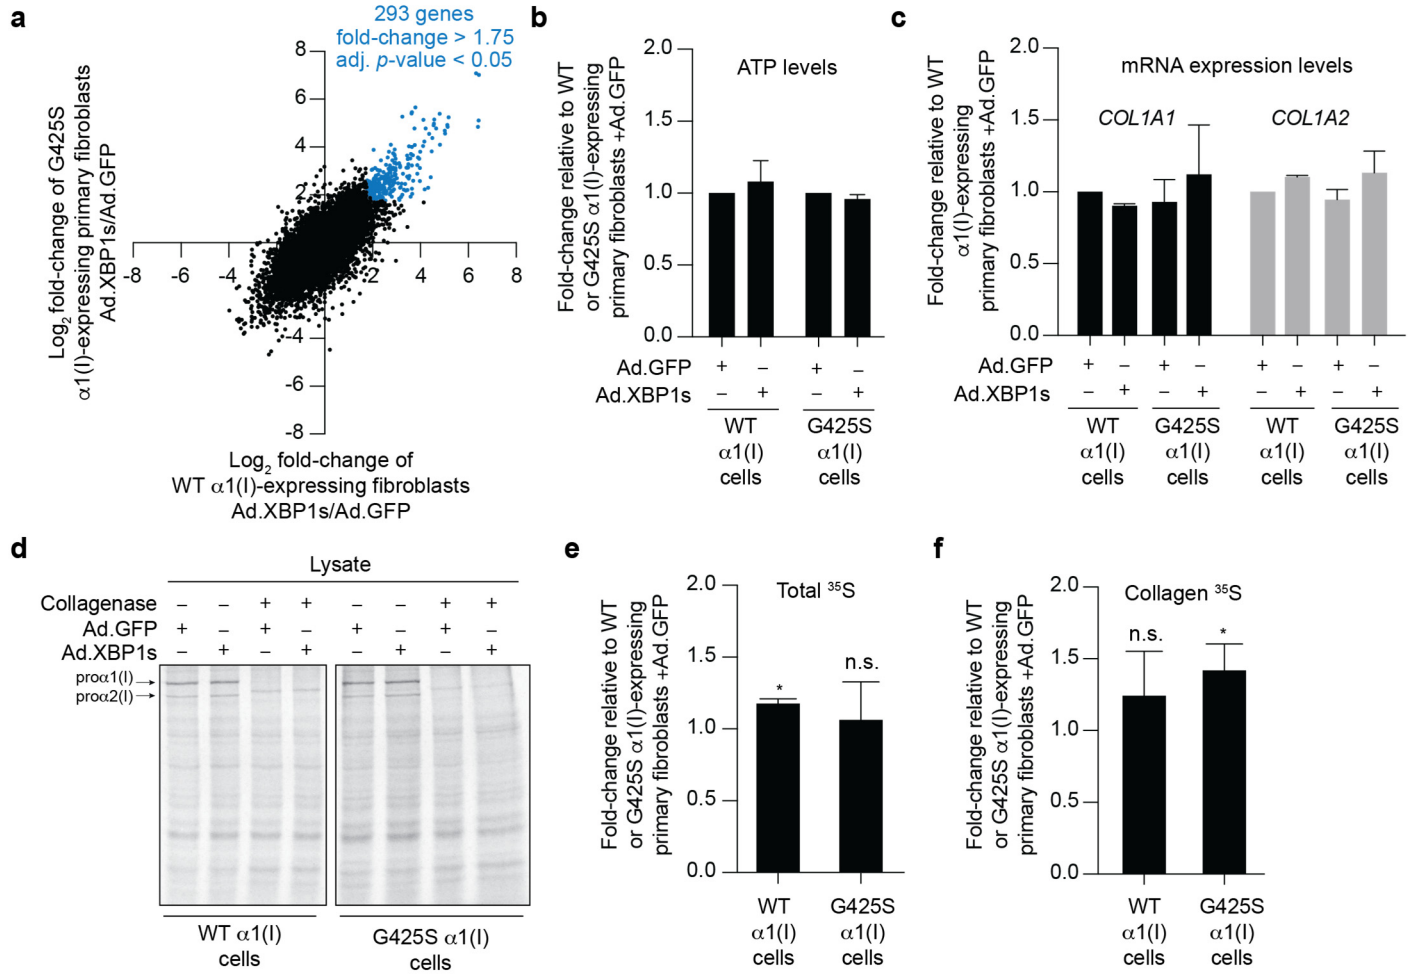 a
293 genes
fold-change > 1.75
adj. p-value < 0.05
Log2 fold-change of G425S
α1(I)-expressing primary fibroblasts
Ad.XBP1s/Ad.GFP
8
6
4
2
-4
-6
-8
-8 -6 -4 2 4 6 8
Log2 fold-change of
WT α1(I)-expressing fibroblasts
Ad.XBP1s/Ad.GFP
b
ATP levels
Fold-change relative to WT
or G425S α1(I)-expressing
primary fibroblasts +Ad.GFP
2.0
1.5
1.0
0.5
0.0
Ad.GFP + – + –
Ad.XBP1s – + – +
WT G425S
α1(I) α1(I)
cells cells
c
mRNA expression levels
COL1A1 COL1A2
Fold-change relative to WT
α1(I)-expressing
primary fibroblasts +Ad.GFP
2.0
1.5
1.0
0.5
0.0
Ad.GFP + – + – + – + –
Ad.XBP1s – + – + – + – +
WT G425S WT G425S
α1(I) α1(I) α1(I) α1(I)
cells cells cells cells
d
Lysate
Collagenase – – + + – – + +
Ad.GFP + – + – + – + –
Ad.XBP1s – + – + – + – +
proα1(I)
proα2(I)
WT α1(I) G425S α1(I)
cells cells
e
Total 35S
Fold-change relative to WT
or G425S α1(I)-expressing
primary fibroblasts +Ad.GFP
2.0
1.5
1.0
0.5
0.0
* n.s.
WT G425S
α1(I) α1(I)
cells cells
f
Collagen 35S
Fold-change relative to WT
or G425S α1(I)-expressing
primary fibroblasts +Ad.GFP
2.0
1.5
1.0
0.5
0.0
n.s. *
WT G425S
α1(I) α1(I)
cells cells